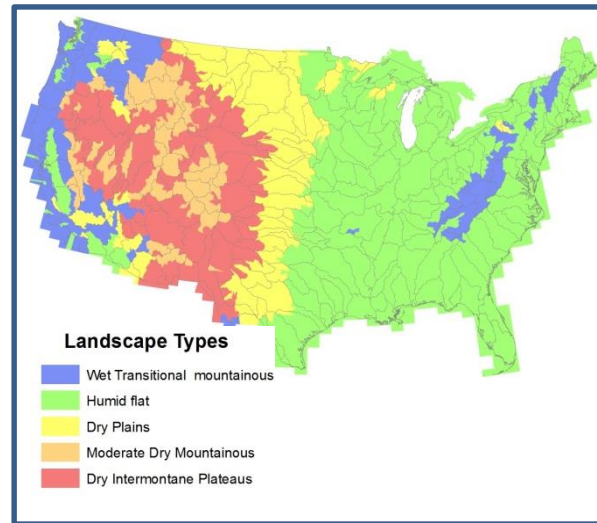 Landscape Types
Wet Transitional mountainous
Humid flat
Dry Plains
Moderate Dry Mountainous
Dry Intermontane Plateaus